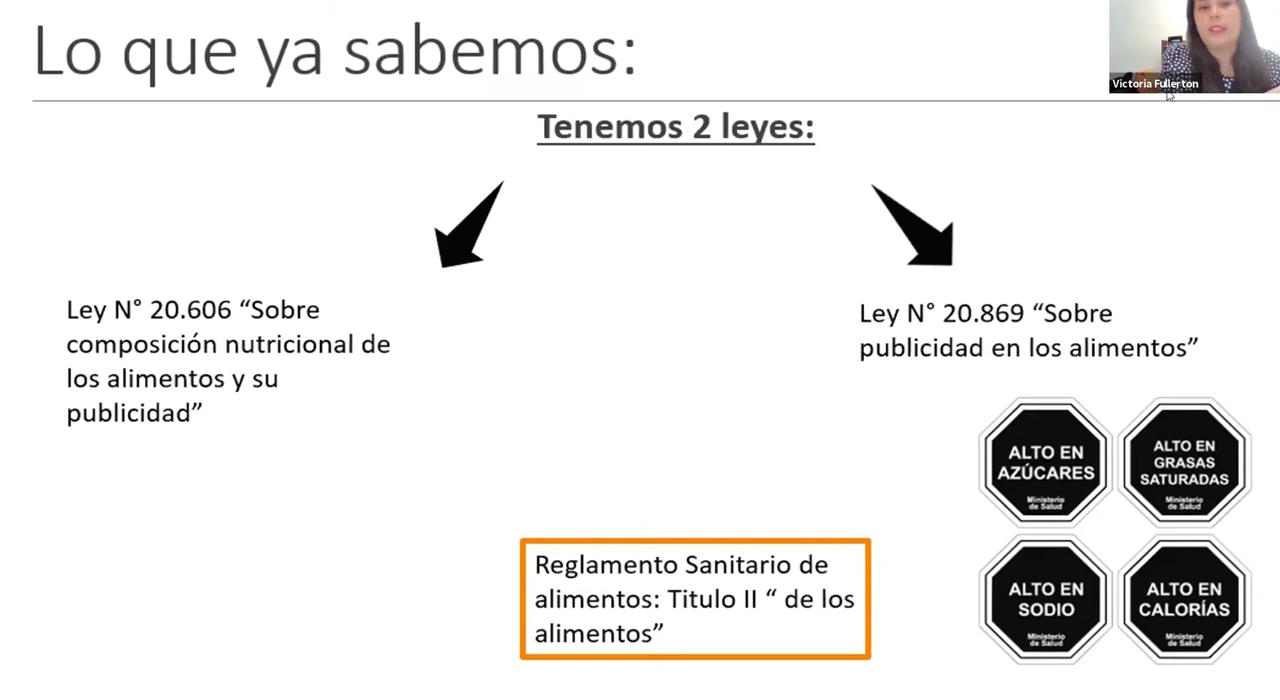 Lo que ya sabemos:
Victoria Fullerton
Tenemos 2 leyes:
Ley N° 20.606 “Sobre
composición nutricional de
los alimentos y su
publicidad”
Ley N° 20.869 “Sobre
publicidad en los alimentos”
ALTO EN
AZÚCARES
Ministerio
de Salud
ALTO EN
GRASAS
SATURADAS
Ministerio
de Salud
ALTO EN
SODIO
Ministerio
de Salud
ALTO EN
CALORÍAS
Ministerio
de Salud
Reglamento Sanitario de
alimentos: Titulo II “ de los
alimentos”